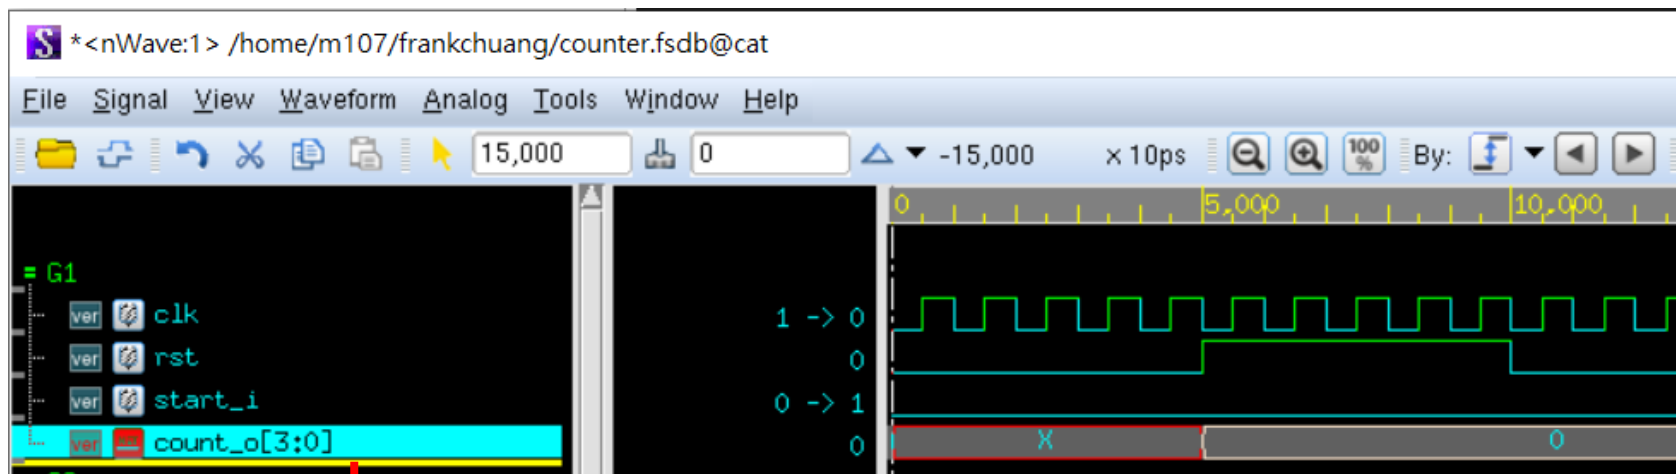 S *<nWave:1> /home/m107/frankchuang/counter.fsdb@cat
File Signal View Waveform Analog Tools Window Help
15,000 0 -15,000 x 10ps 100 % By:
0 5,000 10,000
= G1
ver clk 1 -> 0
ver rst 0
ver start_i 0 -> 1
ver count_o[3:0] 0 X 0